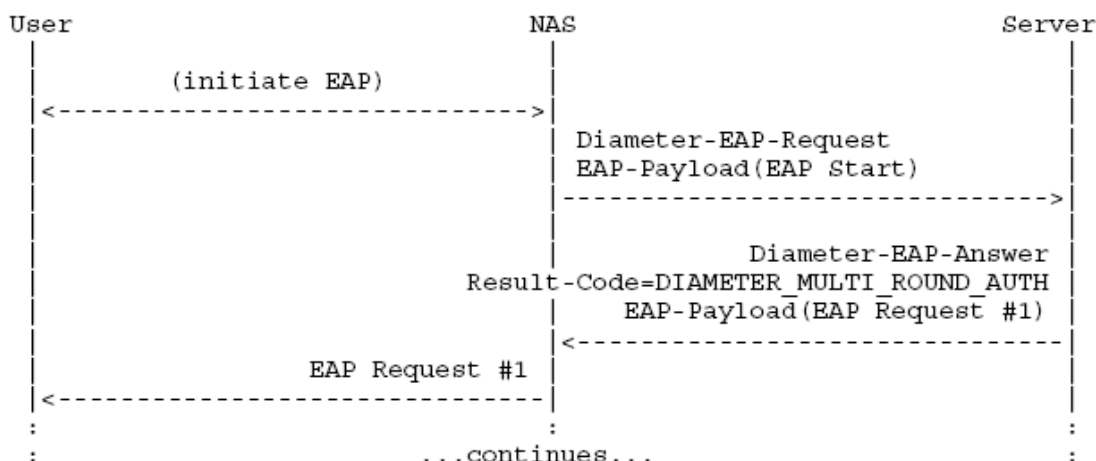 User NAS Server
(initiate EAP)
Diameter-EAP-Request
EAP-Payload(EAP Start)
Diameter-EAP-Answer
Result-Code=DIAMETER_MULTI_ROUND_AUTH
EAP-Payload(EAP Request #1)
EAP Request #1
...continues...